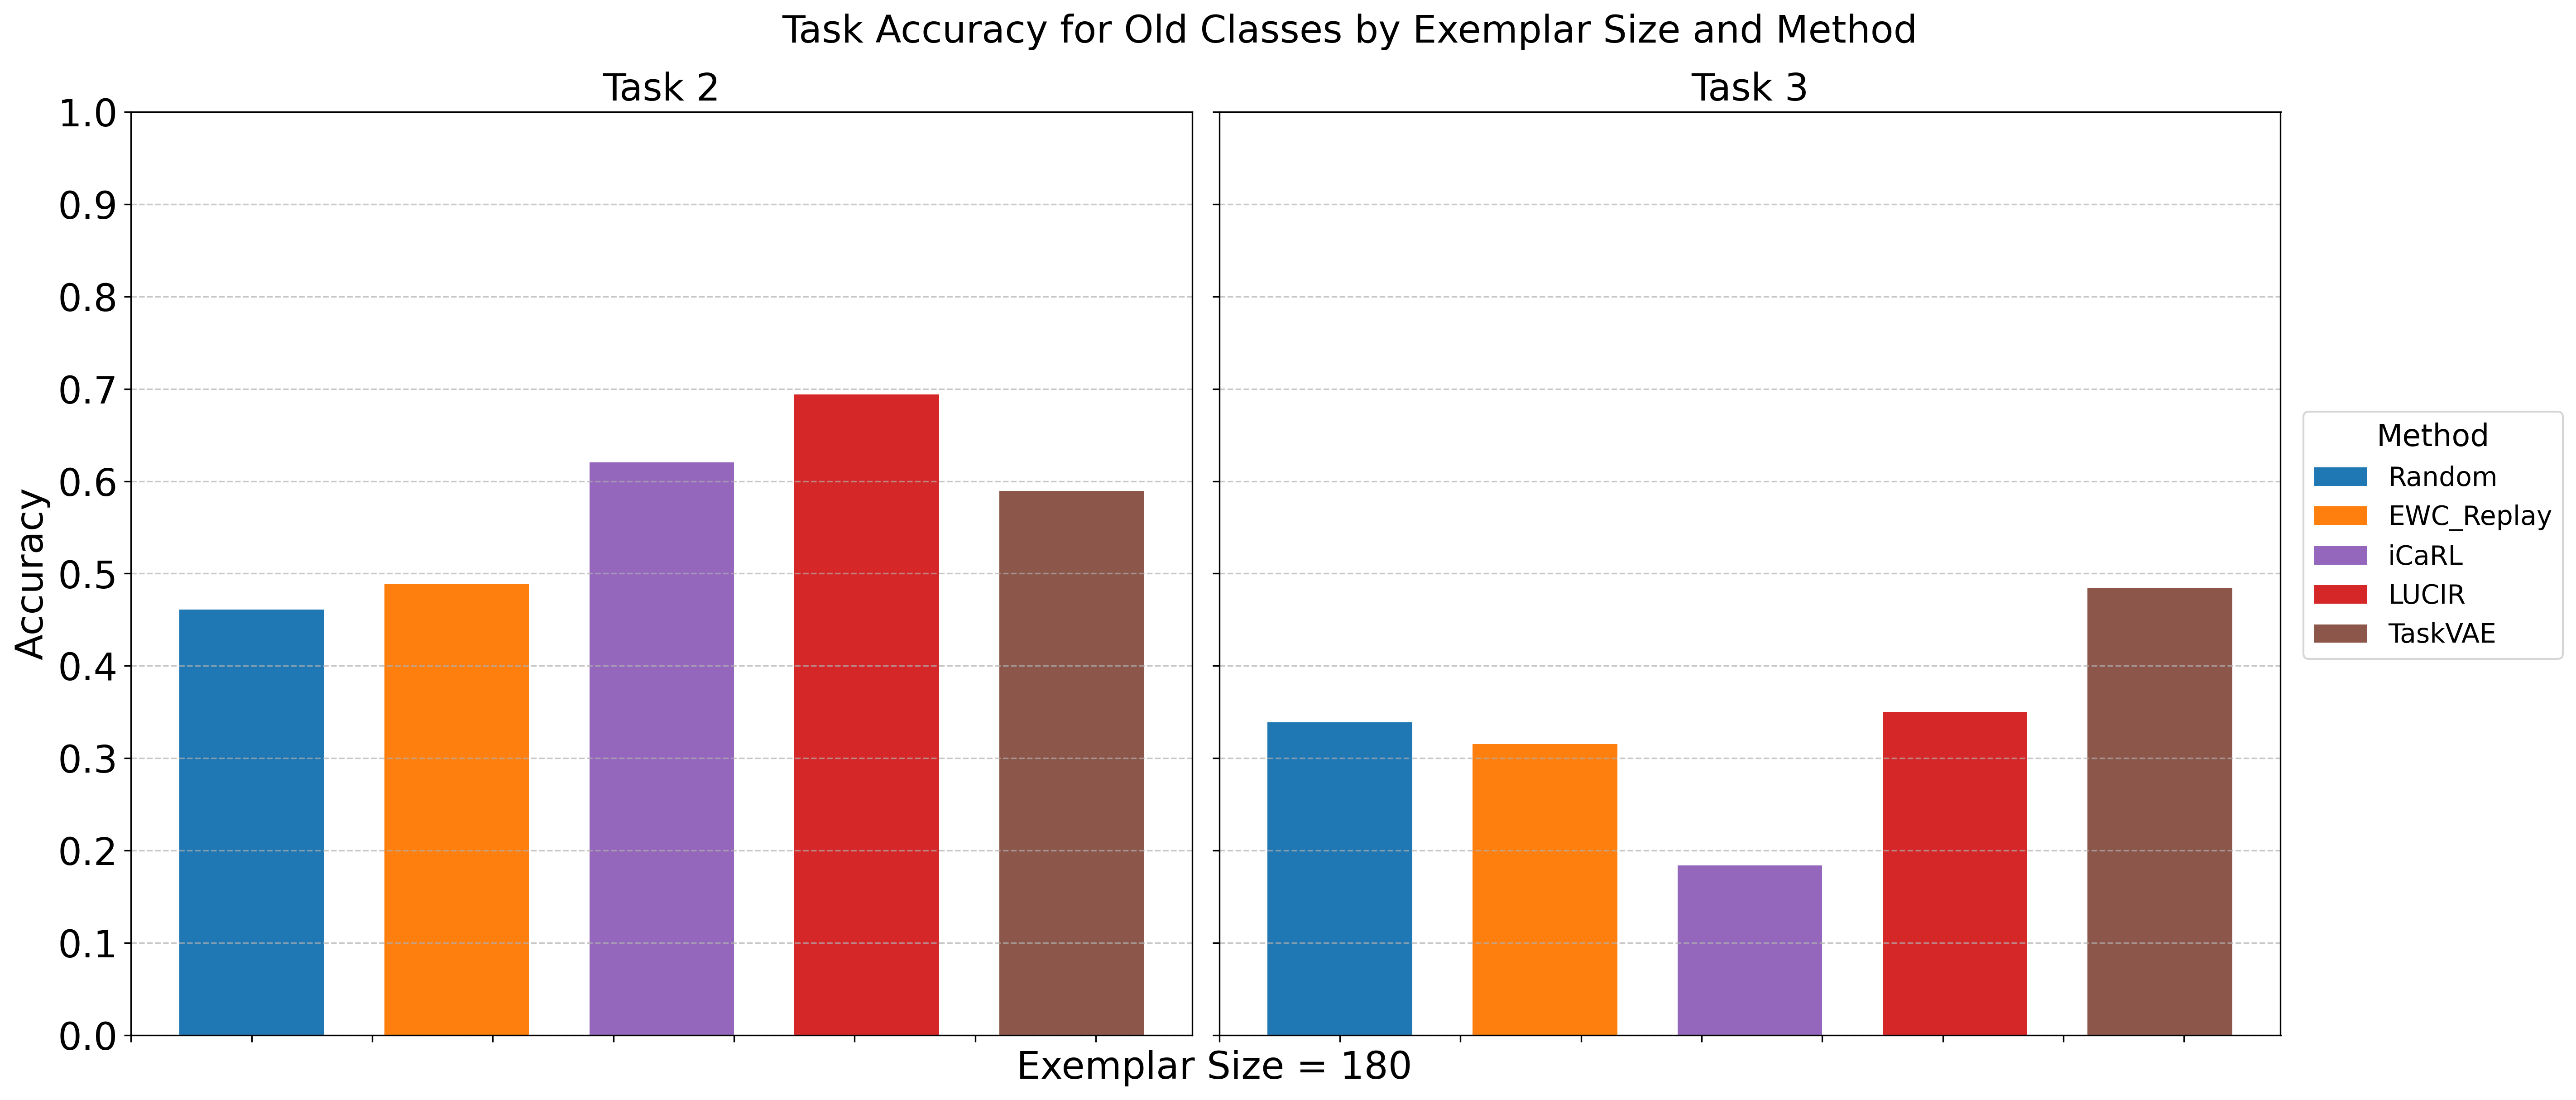 Task Accuracy for Old Classes by Exemplar Size and Method
Task 2
Task 3
1.0
0.9
0.8
0.7
0.6
0.5
0.4
0.3
0.2
0.1
0.0
Accuracy
Exemplar Size = 180
Method
Random
EWC_Replay
iCaRL
LUCIR
TaskVAE